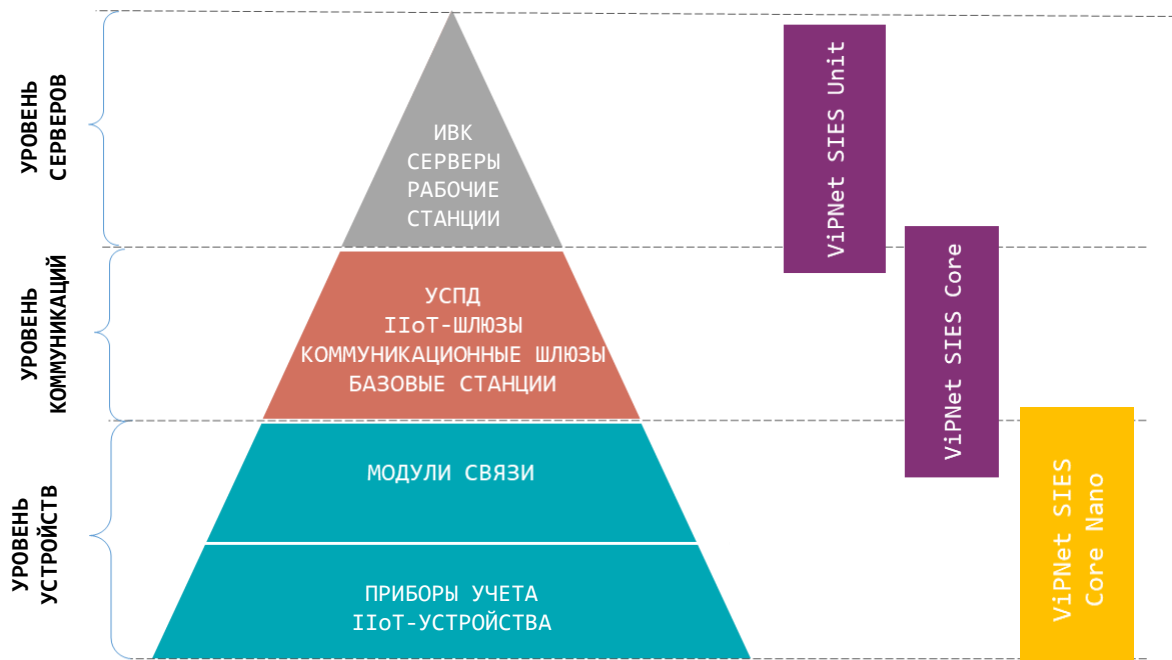 УРОВЕНЬ
СЕРВЕРОВ
ИВК
СЕРВЕРЫ
РАБОЧИЕ
СТАНЦИИ
ViPNet SIES Unit
УРОВЕНЬ
КОММУНИКАЦИЙ
УСПД
IIoT-ШЛЮЗЫ
КОММУНИКАЦИОННЫЕ ШЛЮЗЫ
БАЗОВЫЕ СТАНЦИИ
ViPNet SIES Core
УРОВЕНЬ
УСТРОЙСТВ
МОДУЛИ СВЯЗИ
ПРИБОРЫ УЧЕТА
IIoT-УСТРОЙСТВА
ViPNet SIES
Core Nano